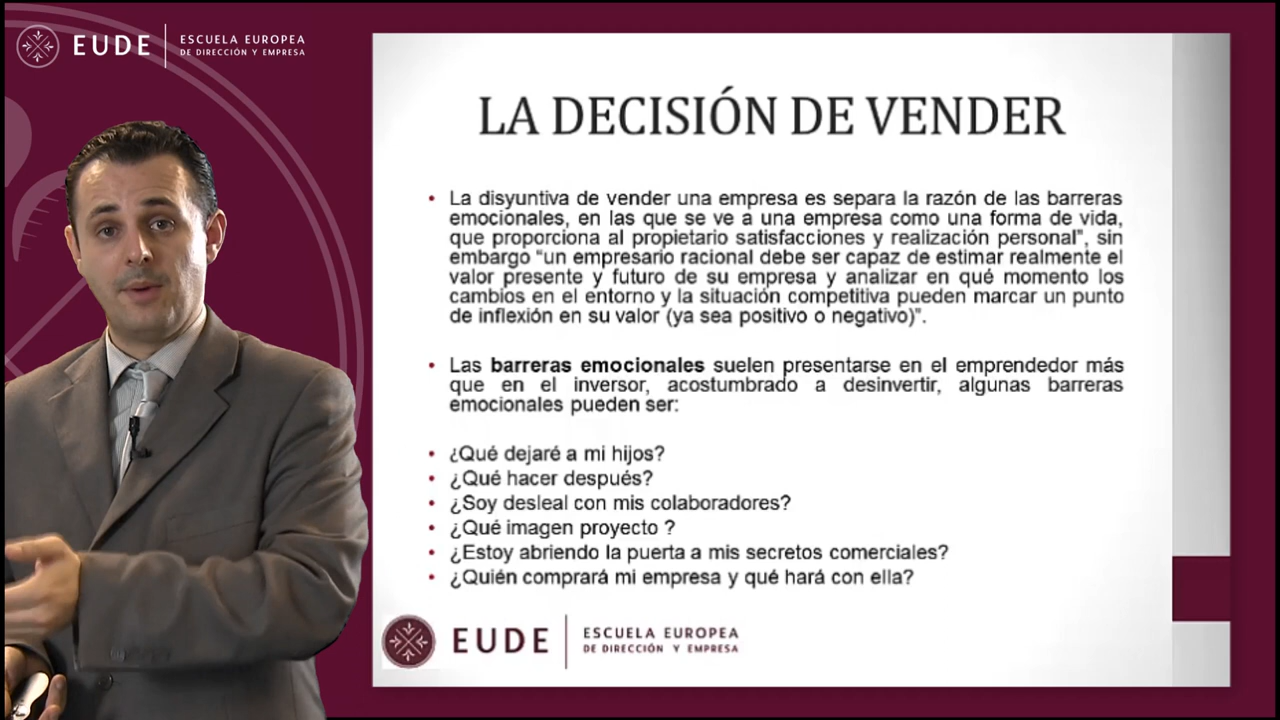 EUDE
ESCUELA EUROPEA
DE DIRECCIÓN Y EMPRESA
LA DECISIÓN DE VENDER
• La disyuntiva de vender una empresa es separa la razón de las barreras
emocionales, en las que se ve a una empresa como una forma de vida,
que proporciona al propietario satisfacciones y realización personal”, sin
embargo “un empresario racional debe ser capaz de estimar realmente el
valor presente y futuro de su empresa y analizar en qué momento los
cambios en el entorno y la situación competitiva pueden marcar un punto
de inflexión en su valor (ya sea positivo o negativo)”.
• Las barreras emocionales suelen presentarse en el emprendedor más
que en el inversor, acostumbrado a desinvertir, algunas barreras
emocionales pueden ser:
• ¿Qué dejaré a mi hijos?
• ¿Qué hacer después?
• ¿Soy desleal con mis colaboradores?
• ¿Qué imagen proyecto ?
• ¿Estoy abriendo la puerta a mis secretos comerciales?
• ¿Quién comprará mi empresa y qué hará con ella?
EUDE
ESCUELA EUROPEA
DE DIRECCIÓN Y EMPRESA